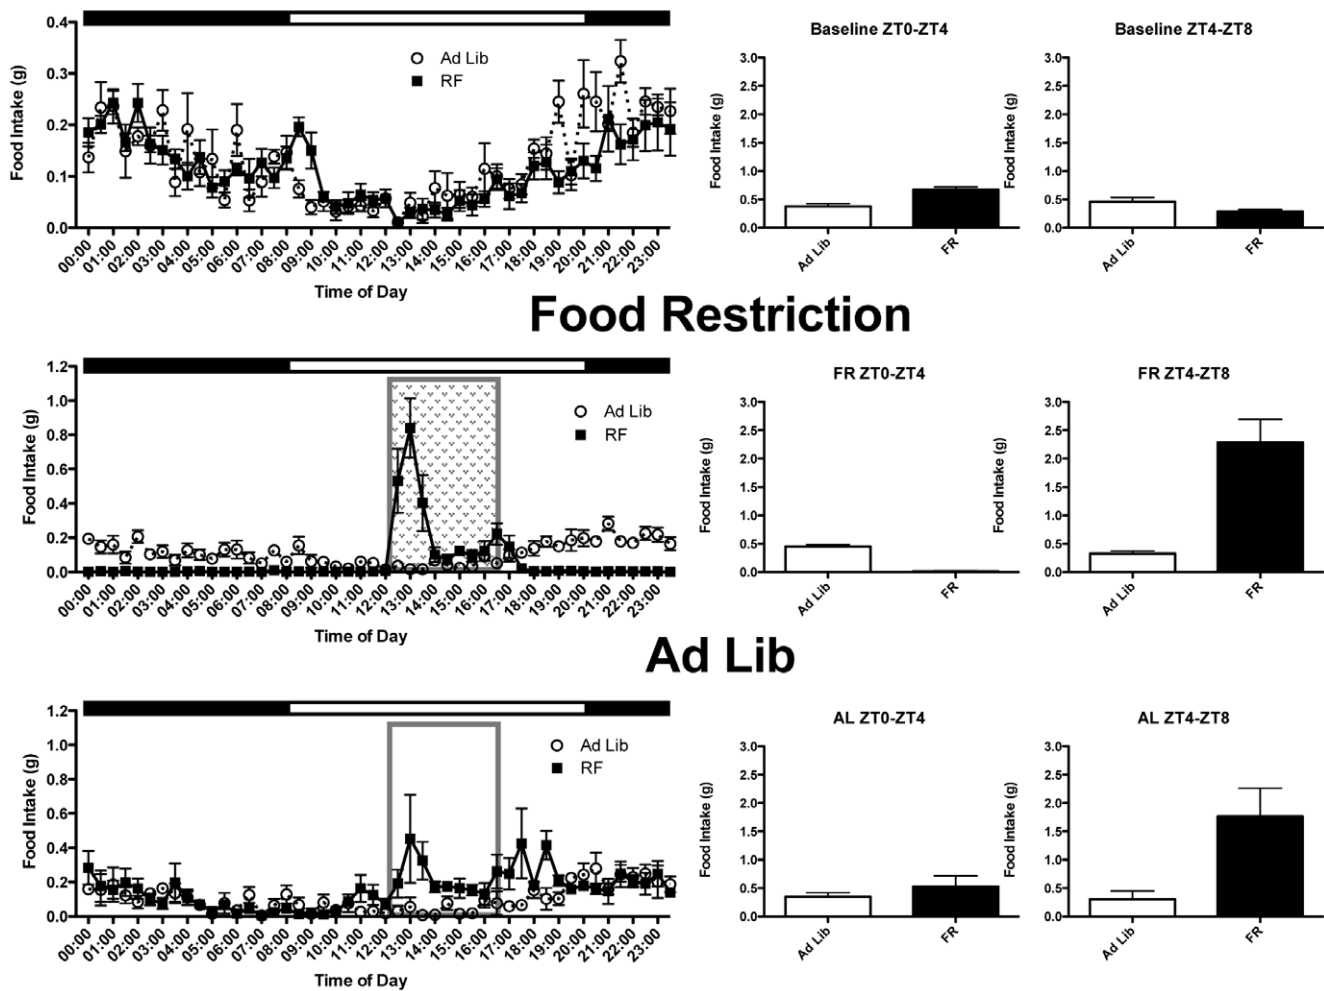 Baseline ZT0-ZT4
Baseline ZT4-ZT8
Food Intake (g)
0.4
0.3
0.2
0.1
0.0
Ad Lib
RF
00:00 01:00 02:00 03:00 04:00 05:00 06:00 07:00 08:00 09:00 10:00 11:00 12:00 13:00 14:00 15:00 16:00 17:00 18:00 19:00 20:00 21:00 22:00 23:00
Time of Day
Food Intake (g)
3.0
2.5
2.0
1.5
1.0
0.5
0.0
Ad Lib FR
Food Intake (g)
3.0
2.5
2.0
1.5
1.0
0.5
0.0
Ad Lib FR
Food Restriction
FR ZT0-ZT4
FR ZT4-ZT8
Food Intake (g)
1.2
1.0
0.8
0.6
0.4
0.2
0.0
Ad Lib
RF
00:00 01:00 02:00 03:00 04:00 05:00 06:00 07:00 08:00 09:00 10:00 11:00 12:00 13:00 14:00 15:00 16:00 17:00 18:00 19:00 20:00 21:00 22:00 23:00
Time of Day
Food Intake (g)
3.0
2.5
2.0
1.5
1.0
0.5
0.0
Ad Lib FR
Food Intake (g)
3.0
2.5
2.0
1.5
1.0
0.5
0.0
Ad Lib FR
Ad Lib
AL ZT0-ZT4
AL ZT4-ZT8
Food Intake (g)
1.2
1.0
0.8
0.6
0.4
0.2
0.0
Ad Lib
RF
00:00 01:00 02:00 03:00 04:00 05:00 06:00 07:00 08:00 09:00 10:00 11:00 12:00 13:00 14:00 15:00 16:00 17:00 18:00 19:00 20:00 21:00 22:00 23:00
Time of Day
Food Intake (g)
3.0
2.5
2.0
1.5
1.0
0.5
0.0
Ad Lib FR
Food Intake (g)
3.0
2.5
2.0
1.5
1.0
0.5
0.0
Ad Lib FR